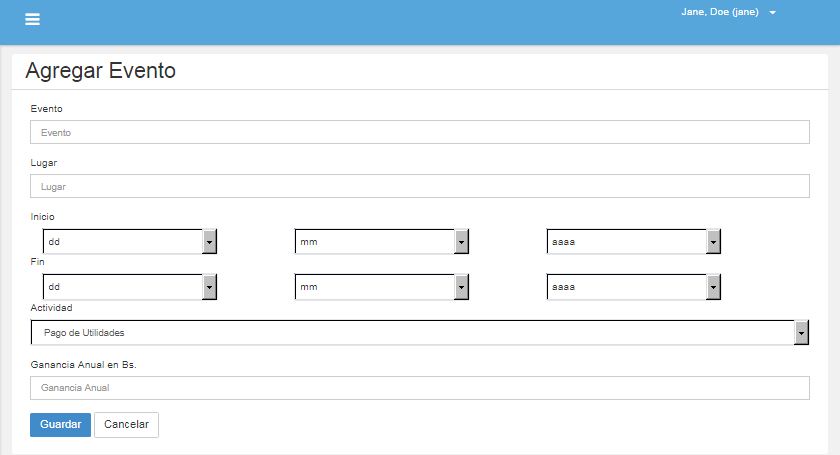 Jane, Doe (jane)
Agregar Evento
Evento
Evento
Lugar
Lugar
Inicio
dd mm aaaa
Fin
dd mm aaaa
Actividad
Pago de Utilidades
Ganancia Anual en Bs.
Ganancia Anual
Guardar Cancelar